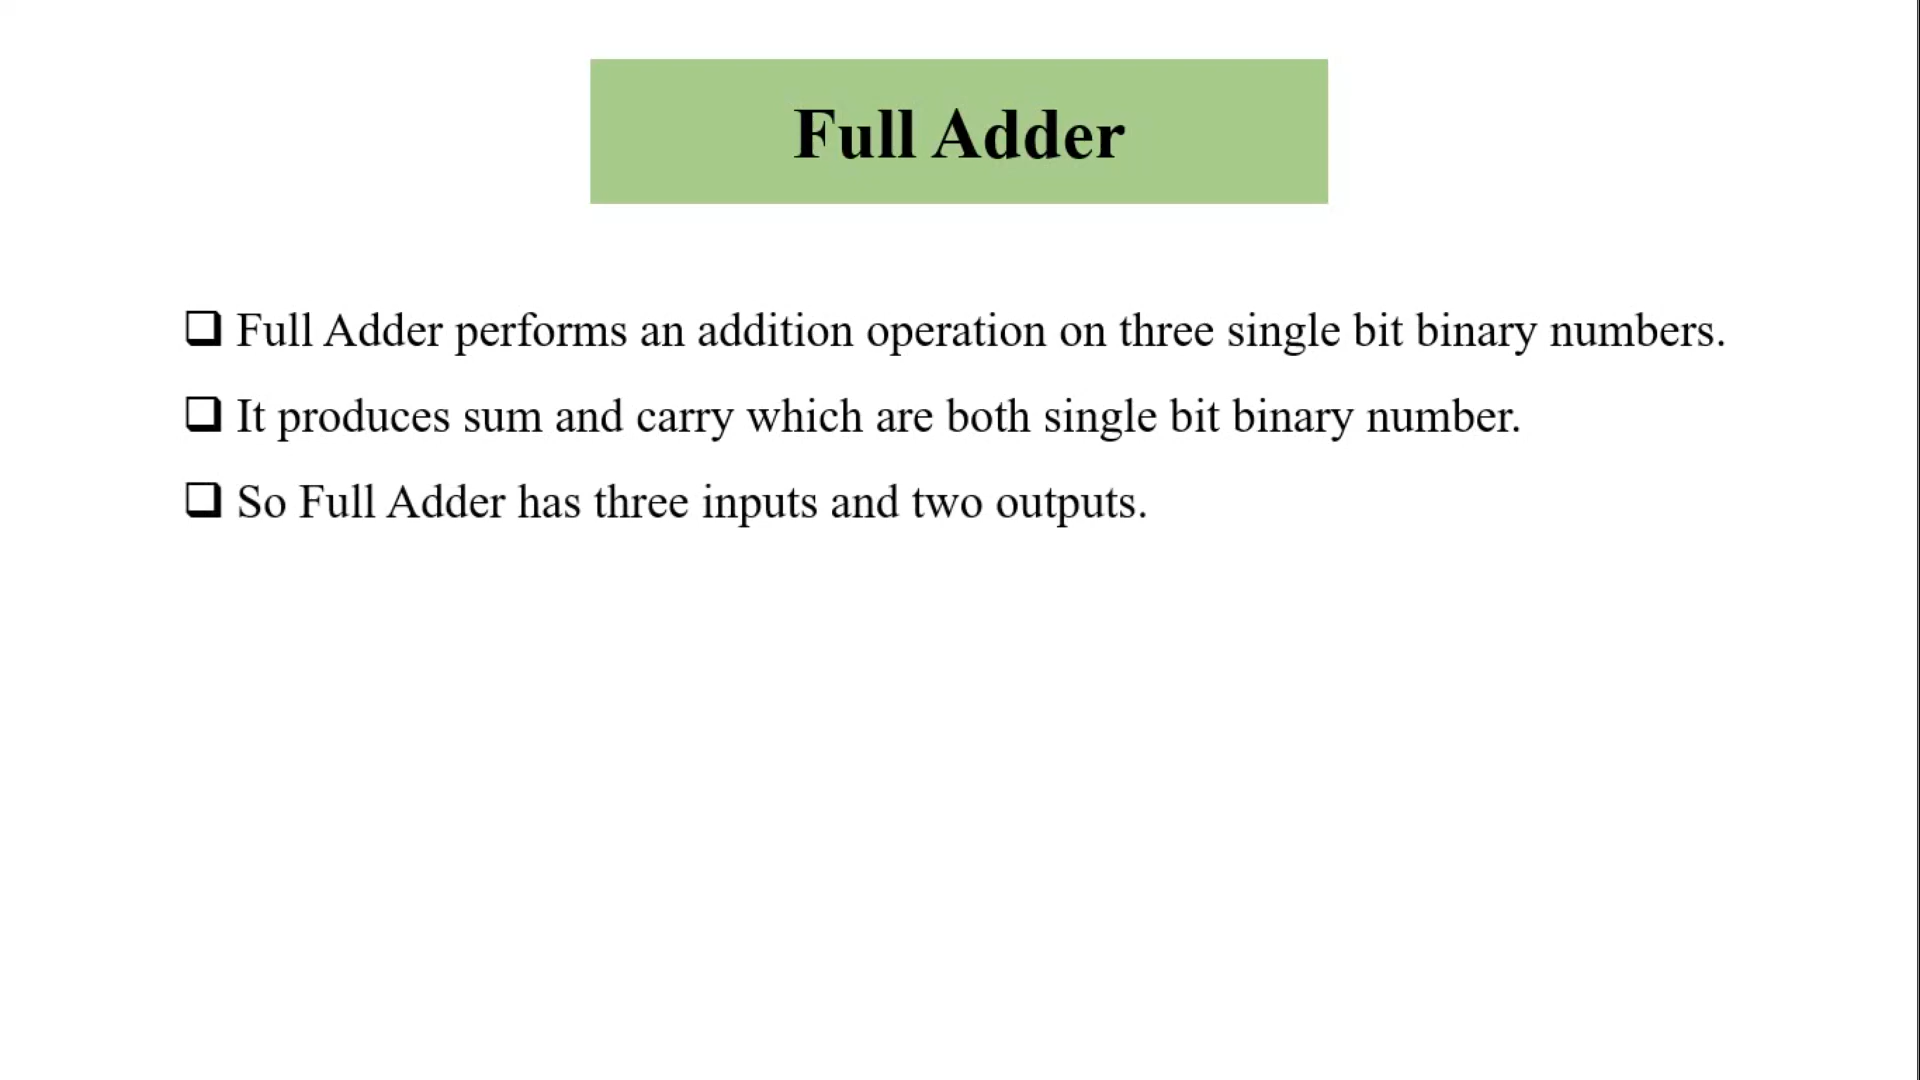 Full Adder
❑ Full Adder performs an addition operation on three single bit binary numbers.
❑ It produces sum and carry which are both single bit binary number.
❑ So Full Adder has three inputs and two outputs.